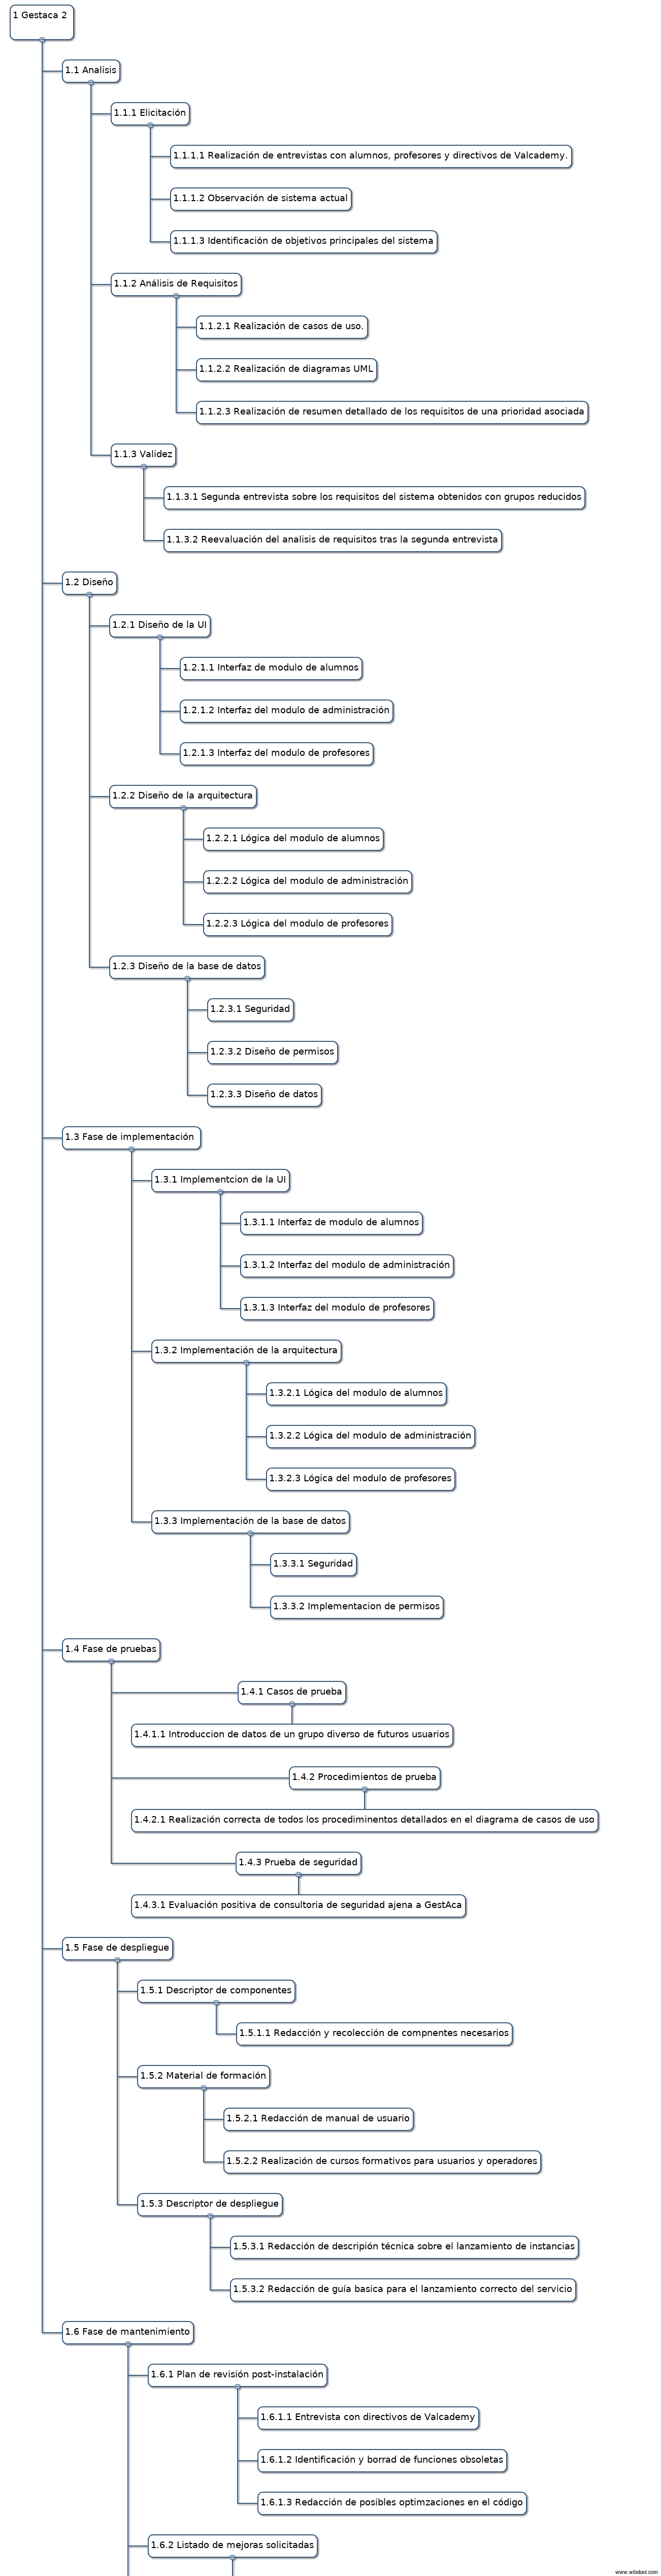 1 Gestaca 2
1.1 Analisis
1.1.1 Elicitación
1.1.1.1 Realización de entrevistas con alumnos, profesores y directivos de Valcademy.
1.1.1.2 Observación de sistema actual
1.1.1.3 Identificación de objetivos principales del sistema
1.1.2 Análisis de Requisitos
1.1.2.1 Realización de casos de uso.
1.1.2.2 Realización de diagramas UML
1.1.2.3 Realización de resumen detallado de los requisitos de una prioridad asociada
1.1.3 Validez
1.1.3.1 Segunda entrevista sobre los requisitos del sistema obtenidos con grupos reducidos
1.1.3.2 Reevaluación del analisis de requisitos tras la segunda entrevista
1.2 Diseño
1.2.1 Diseño de la UI
1.2.1.1 Interfaz de modulo de alumnos
1.2.1.2 Interfaz del modulo de administración
1.2.1.3 Interfaz del modulo de profesores
1.2.2 Diseño de la arquitectura
1.2.2.1 Lógica del modulo de alumnos
1.2.2.2 Lógica del modulo de administración
1.2.2.3 Lógica del modulo de profesores
1.2.3 Diseño de la base de datos
1.2.3.1 Seguridad
1.2.3.2 Diseño de permisos
1.2.3.3 Diseño de datos
1.3 Fase de implementación
1.3.1 Implementcion de la UI
1.3.1.1 Interfaz de modulo de alumnos
1.3.1.2 Interfaz del modulo de administración
1.3.1.3 Interfaz del modulo de profesores
1.3.2 Implementación de la arquitectura
1.3.2.1 Lógica del modulo de alumnos
1.3.2.2 Lógica del modulo de administración
1.3.2.3 Lógica del modulo de profesores
1.3.3 Implementación de la base de datos
1.3.3.1 Seguridad
1.3.3.2 Implementacion de permisos
1.4 Fase de pruebas
1.4.1 Casos de prueba
1.4.1.1 Introduccion de datos de un grupo diverso de futuros usuarios
1.4.2 Procedimientos de prueba
1.4.2.1 Realización correcta de todos los procediminentos detallados en el diagrama de casos de uso
1.4.3 Prueba de seguridad
1.4.3.1 Evaluación positiva de consultoria de seguridad ajena a GestAca
1.5 Fase de despliegue
1.5.1 Descriptor de componentes
1.5.1.1 Redacción y recolección de compnentes necesarios
1.5.2 Material de formación
1.5.2.1 Redacción de manual de usuario
1.5.2.2 Realización de cursos formativos para usuarios y operadores
1.5.3 Descriptor de despliegue
1.5.3.1 Redacción de descripión técnica sobre el lanzamiento de instancias
1.5.3.2 Redacción de guía basica para el lanzamiento correcto del servicio
1.6 Fase de mantenimiento
1.6.1 Plan de revisión post-instalación
1.6.1.1 Entrevista con directivos de Valcademy
1.6.1.2 Identificación y borrad de funciones obsoletas
1.6.1.3 Redacción de posibles optimzaciones en el código
1.6.2 Listado de mejoras solicitadas
www.wbstool.com